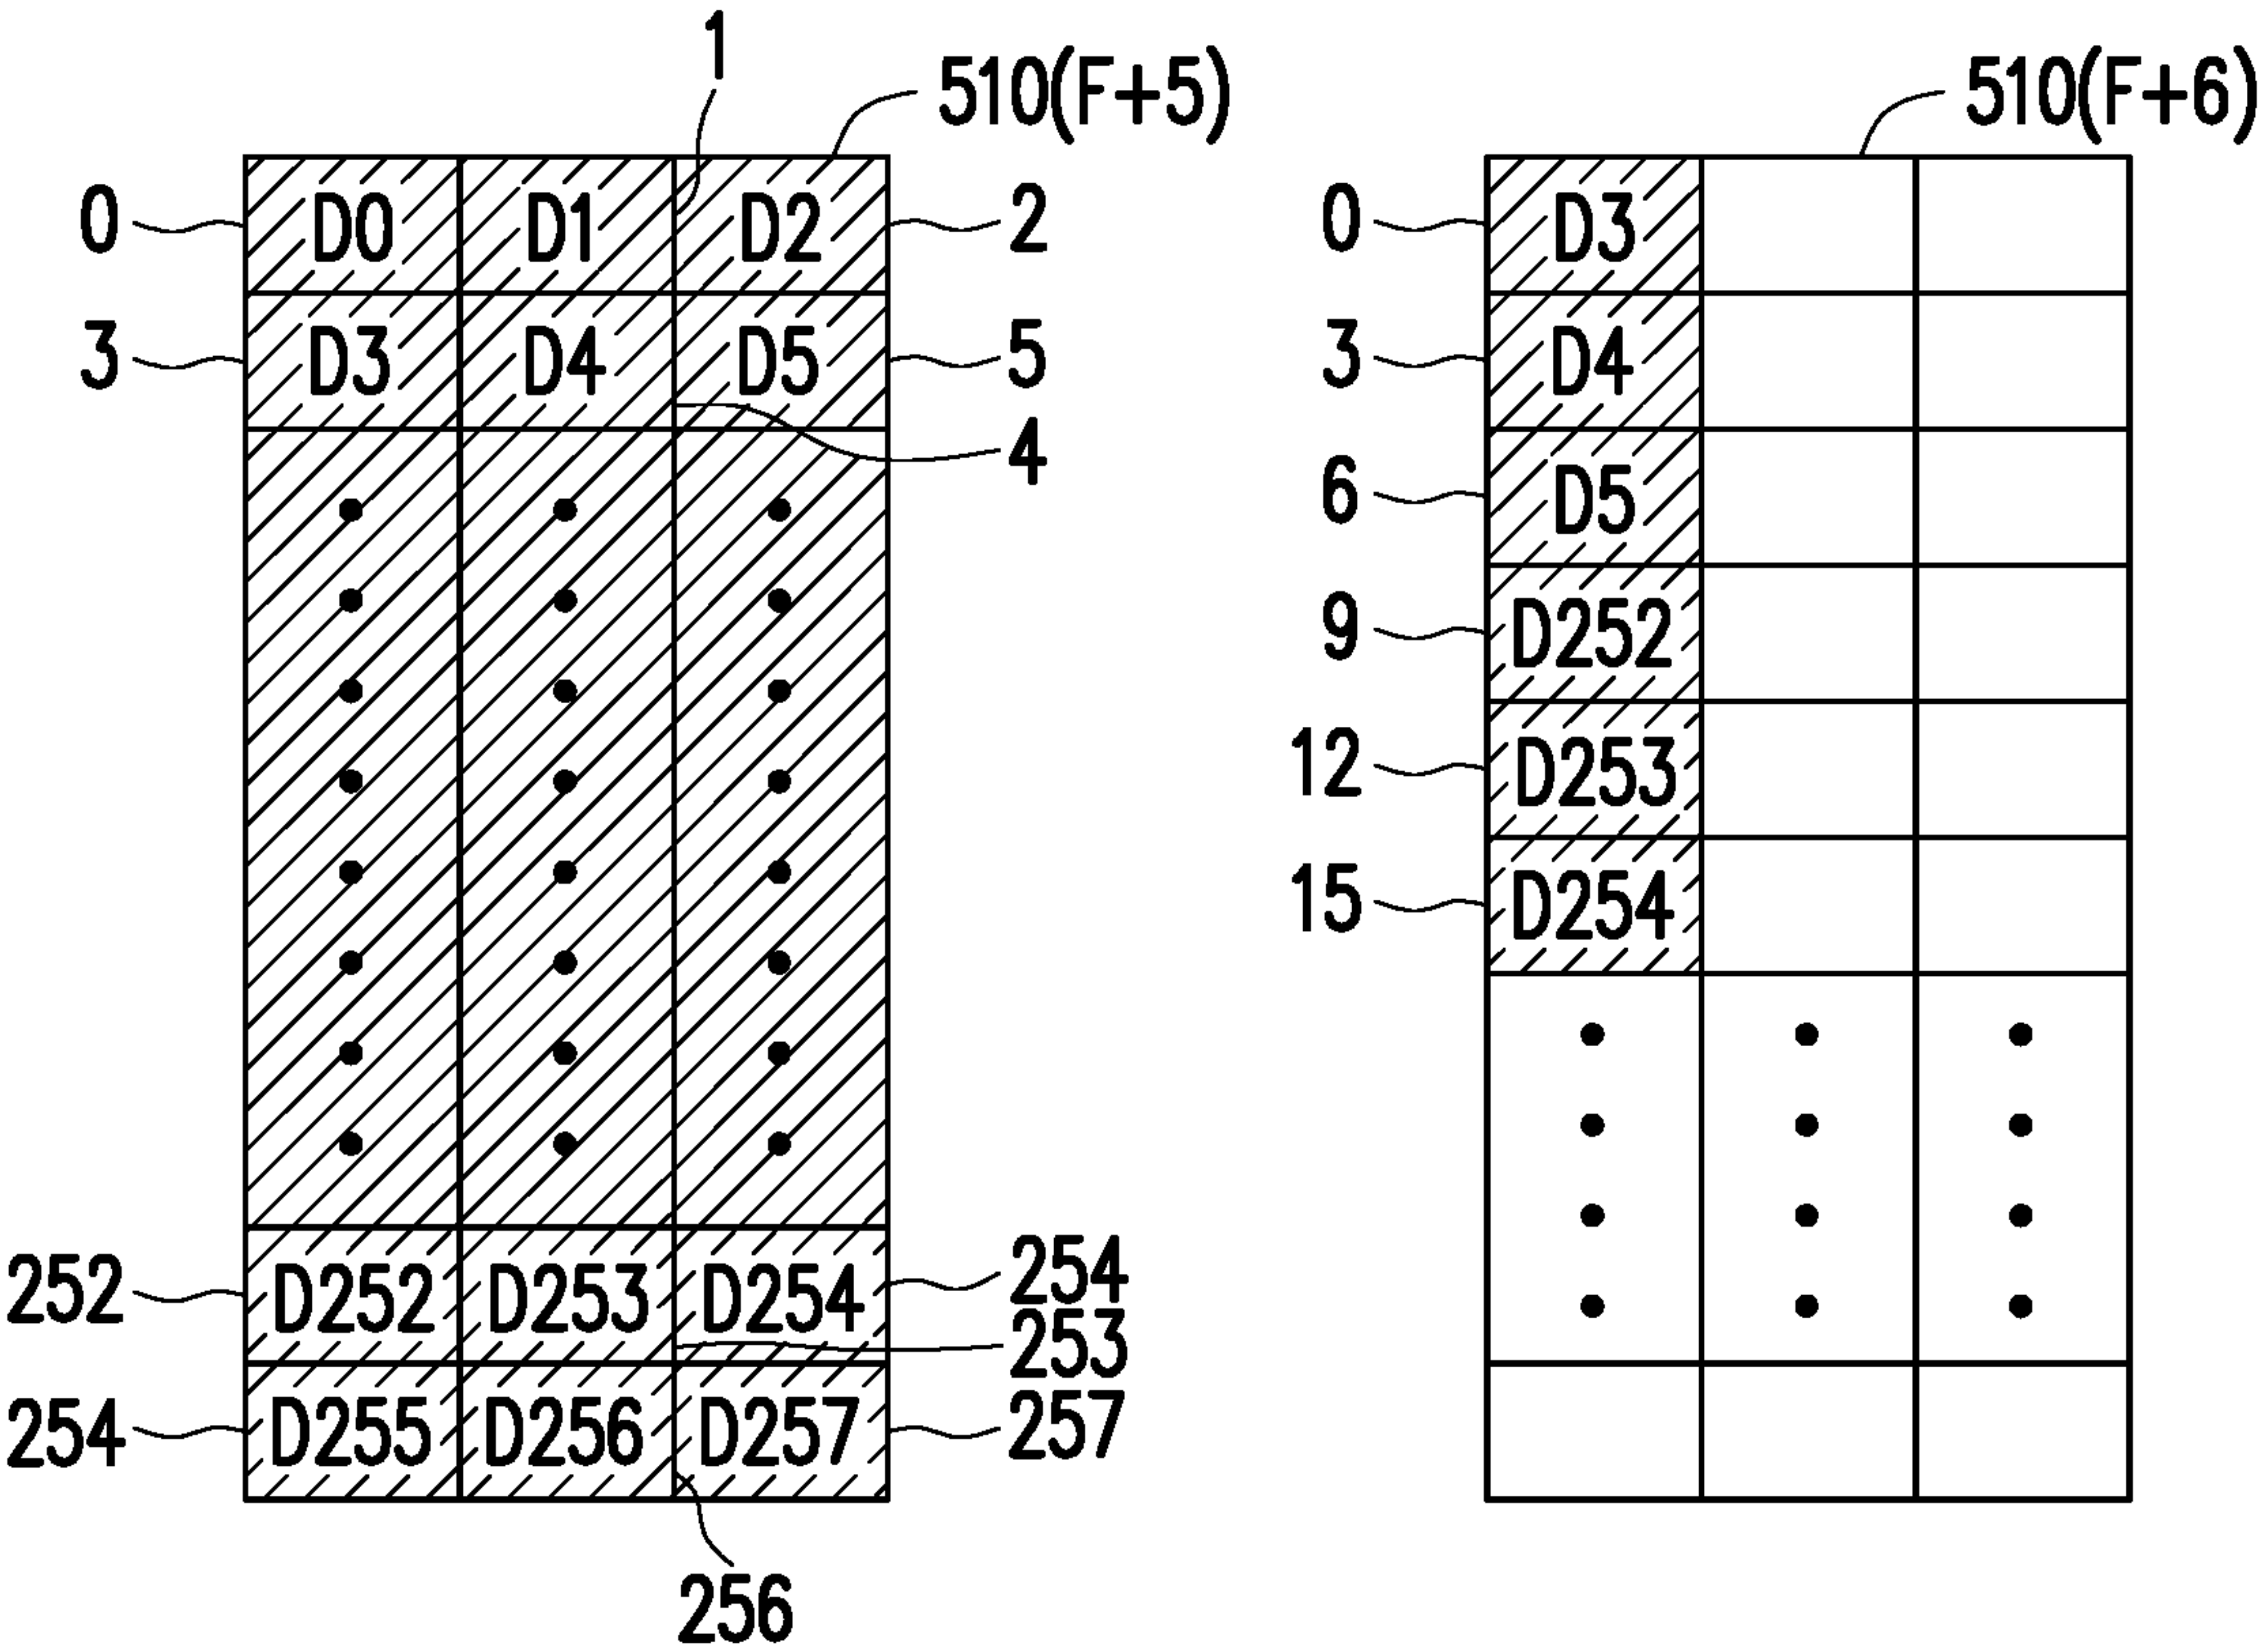 1
510(F+5)
510(F+6)
0 D0 D1 D2 2
0 D3
3 D3 D4 D5 5
3 D4
4
6 D5
9 D252
12 D253
15 D254
252 D252 D253 D254 254
253
254 D255 D256 D257 257
256